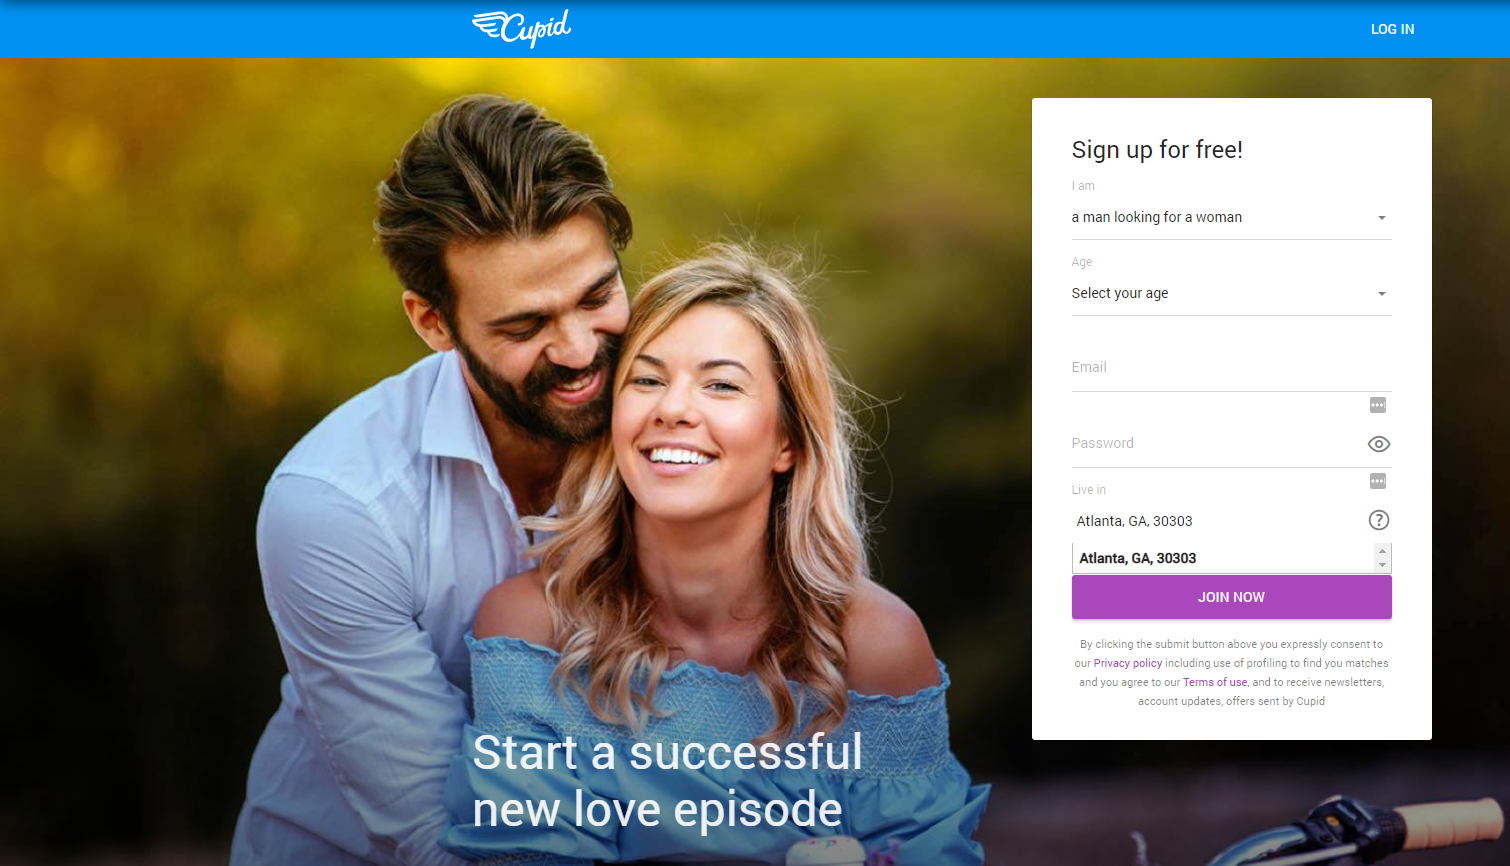 Cupid
LOG IN
Sign up for free!
I am
a man looking for a woman
Age
Select your age
Email
Password
Live in
Atlanta, GA, 30303
Atlanta, GA, 30303
JOIN NOW
By clicking the submit button above you expressly consent to
our Privacy policy including use of profiling to find you matches
and you agree to our Terms of use, and to receive newsletters,
account updates, offers sent by Cupid
Start a successful
new love episode